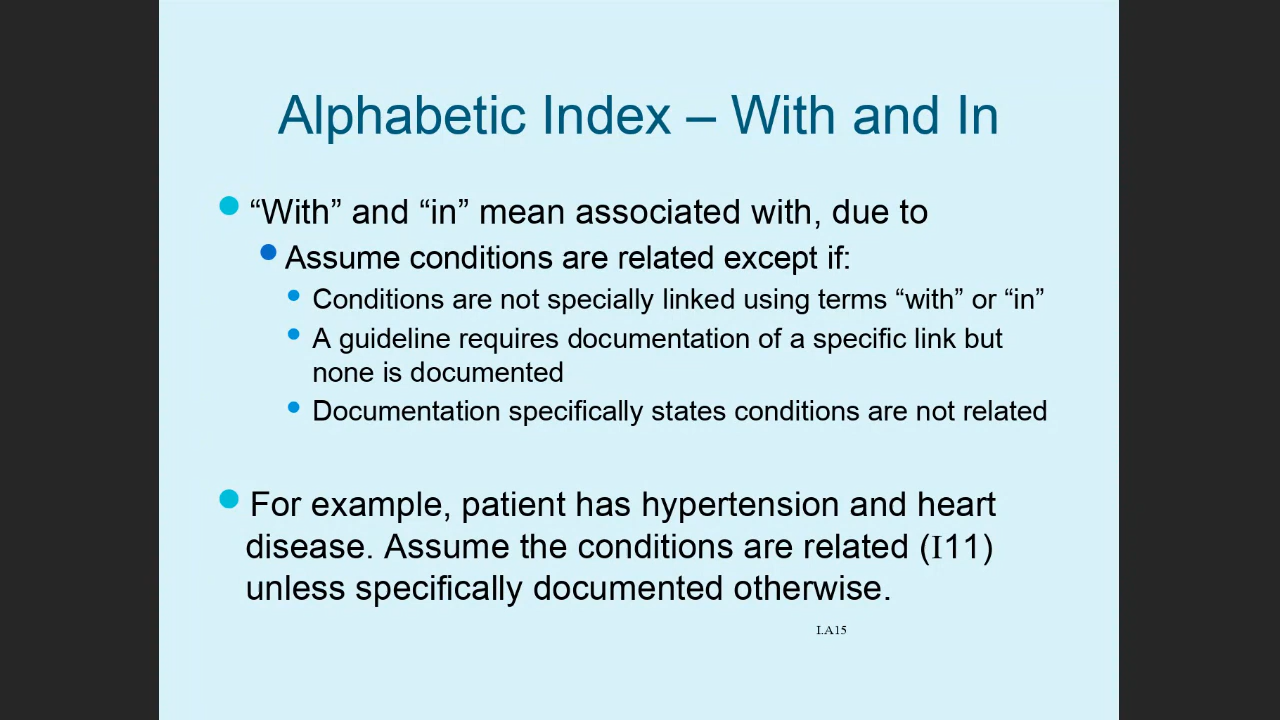 Alphabetic Index – With and In
“With” and “in” mean associated with, due to
Assume conditions are related except if:
Conditions are not specially linked using terms “with” or “in”
A guideline requires documentation of a specific link but
none is documented
Documentation specifically states conditions are not related
For example, patient has hypertension and heart
disease. Assume the conditions are related (I11)
unless specifically documented otherwise.
I.A15